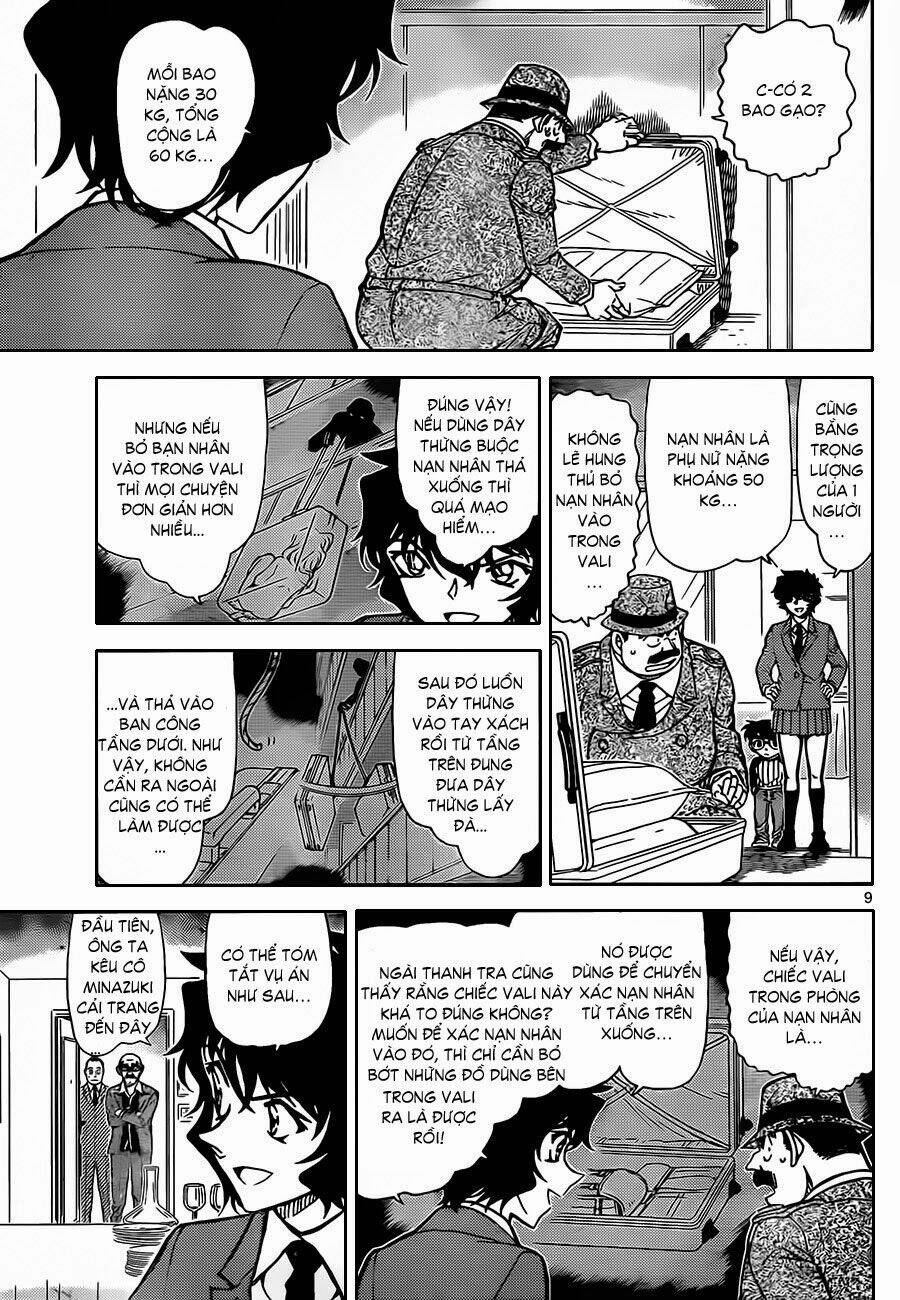 C-CÓ 2
BAO GẠO?
MỖI BAO
NẶNG 30
KG, TỔNG
CỘNG LÀ
60 KG...
CŨNG
BẰNG
TRỌNG
LƯỢNG
CỦA 1
NGƯỜI
...
NẠN NHÂN LÀ
PHỤ NỮ NẶNG
KHOẢNG 50
KG...
KHÔNG
LẼ HUNG
THỦ BỎ
NẠN NHÂN
VÀO
TRONG
VALI
...
ĐÚNG VẬY!
NẾU DÙNG DÂY
THỪNG BUỘC
NẠN NHÂN THẢ
XUỐNG THÌ
QUÁ MẠO
HIỂM...
NHƯNG NẾU
BỎ BẠN NHÂN
VÀO TRONG VALI
THÌ MỌI CHUYỆN
ĐƠN GIẢN HƠN
NHIỀU...
SAU ĐÓ LUỒN
DÂY THỪNG
VÀO TAY XÁCH
RỒI TỪ TẦNG
TRÊN ĐUNG
ĐƯA DÂY
THỪNG LẤY
ĐÀ...
...VÀ THẢ VÀO
BAN CÔNG
TẦNG DƯỚI. NHƯ
VẬY, KHÔNG
CẦN RA NGOÀI
CŨNG CÓ THỂ
LÀM ĐƯỢC
...
9
NẾU VẬY,
CHIẾC VALI
TRONG PHÒNG
CỦA NẠN NHÂN
LÀ...
NÓ ĐƯỢC
DÙNG ĐỂ CHUYỂN
XÁC NẠN NHÂN
TỪ TẦNG TRÊN
XUỐNG...
NGÀI THANH TRA CŨNG
THẤY RẰNG CHIẾC VALI NÀY
KHÁ TO ĐÚNG KHÔNG?
MUỐN ĐỂ XÁC NẠN NHÂN
VÀO ĐÓ, THÌ CHỈ CẦN BỎ
BỚT NHỮNG ĐỒ DÙNG BÊN
TRONG VALI
RA LÀ ĐƯỢC
RỒI!
CÓ THỂ TÓM
TẮT VỤ ÁN
NHƯ SAU...
ĐẦU TIÊN,
ÔNG TA
KÊU CÔ
MINAZUKI
CẢI TRANG
ĐẾN ĐÂY
...